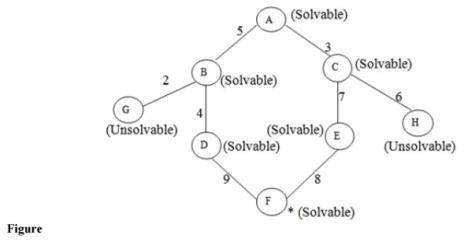 A (Solvable)
5 3
B (Solvable)
C (Solvable)
2
G (Unsolvable)
4
7
6
H (Unsolvable)
D (Solvable)
(Solvable) E
9 8
F * (Solvable)
Figure